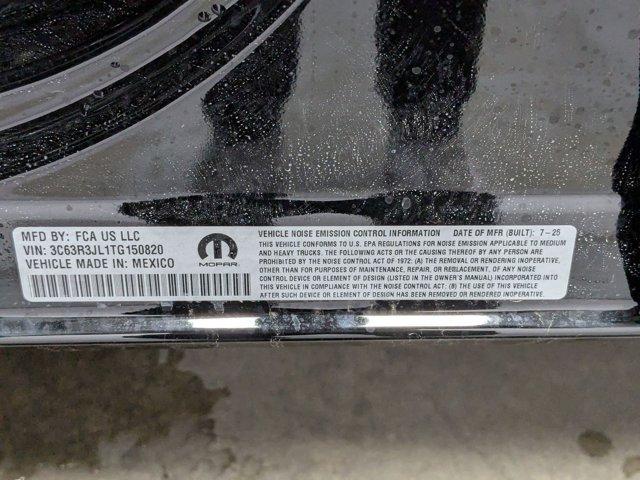 MFD BY: FCA US LLC
VIN: 3C63R3JL1TG150820
VEHICLE MADE IN: MEXICO
MOPAR
VEHICLE NOISE EMISSION CONTROL INFORMATION DATE OF MFR (BUILT): 7-25
THIS VEHICLE CONFORMS TO U.S. EPA REGULATIONS FOR NOISE EMISSION APPLICABLE TO MEDIUM
AND HEAVY TRUCKS. THE FOLLOWING ACTS OR CAUSING THEREOF BY ANY PERSON ARE
PROHIBITED BY THE NOISE CONTROL ACT OF 1972: (A) THE REMOVAL OR RENDERING INOPERATIVE,
OTHER THAN FOR PURPOSES OF MAINTENANCE, REPAIR, OR REPLACEMENT, OF ANY NOISE
CONTROL DEVICE OR ELEMENT OF DESIGN (LISTED IN THE OWNER'S MANUAL) INCORPORATED INTO
THIS VEHICLE IN COMPLIANCE WITH THE NOISE CONTROL ACT: (B) THE USE OF THIS VEHICLE
AFTER SUCH DEVICE OR ELEMENT OF DESIGN HAS BEEN REMOVED OR RENDERED INOPERATIVE.